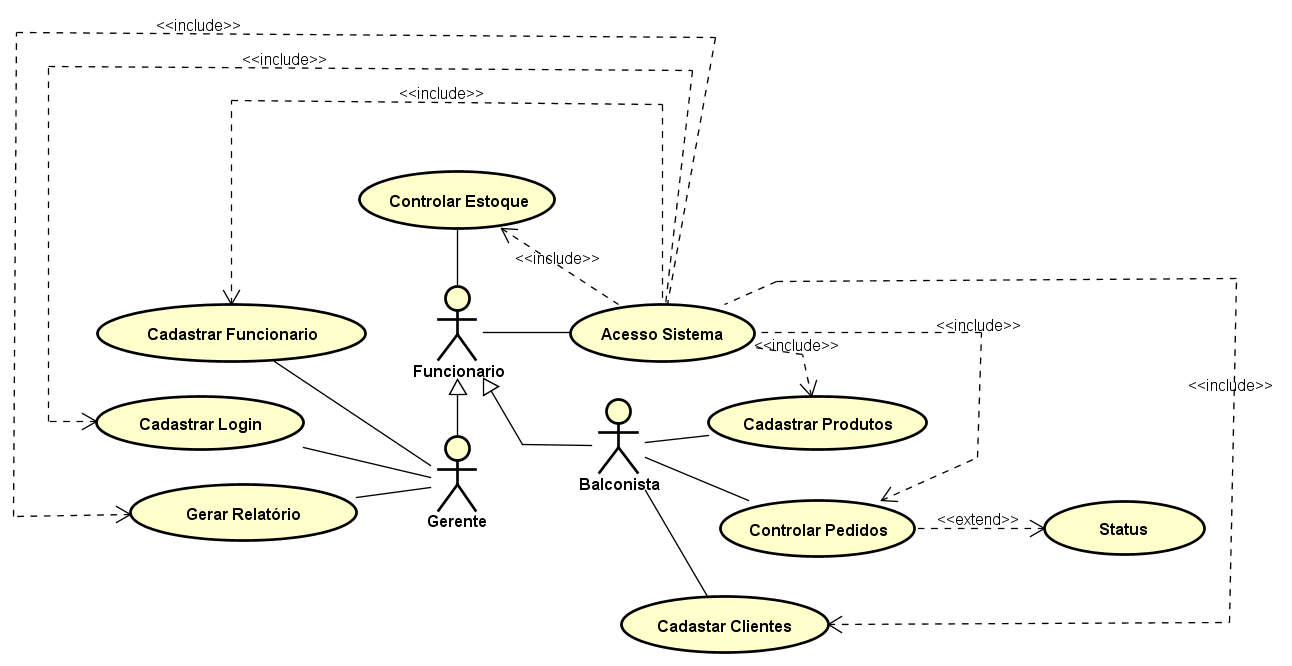 <<include>>
<<include>>
<<include>>
Controlar Estoque
<<include>>
Cadastrar Funcionario
Acesso Sistema
<<include>>
<<include>>
Funcionario
<<include>>
Cadastrar Login
Cadastrar Produtos
Balconista
Gerar Relatório
Gerente
Controlar Pedidos
<<extend>>
Status
Cadastar Clientes